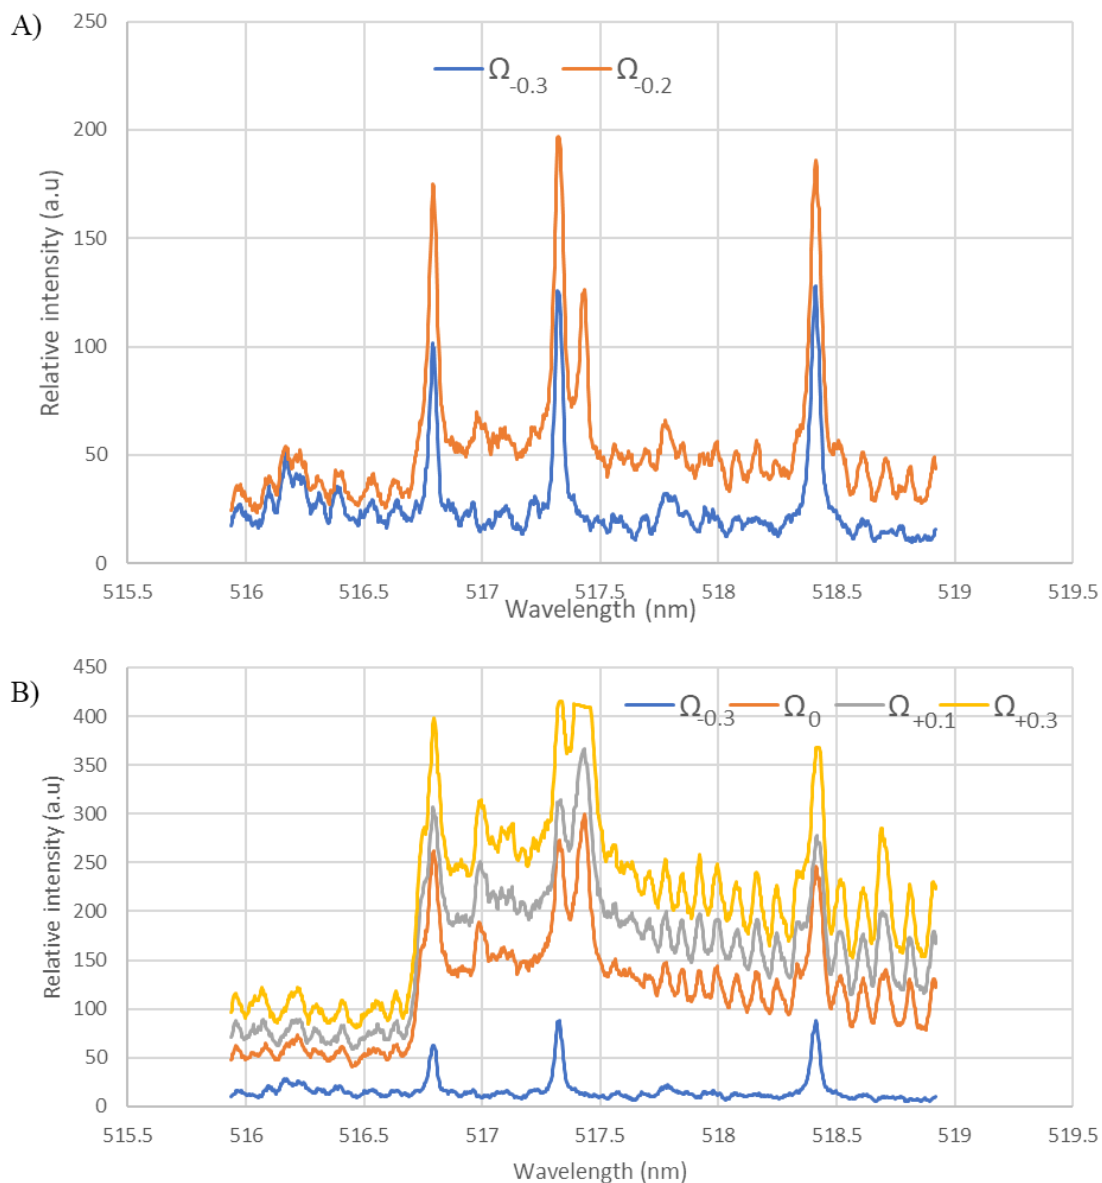 A)
250
200
150
100
50
0
Relative intensity (a.u)
Ω-0.3 Ω-0.2
515.5 516 516.5 517 517.5 518 518.5 519 519.5
Wavelength (nm)
B)
450
400
350
300
250
200
150
100
50
0
Relative intensity (a.u)
Ω-0.3 Ω0 Ω+0.1 Ω+0.3
515.5 516 516.5 517 517.5 518 518.5 519 519.5
Wavelength (nm)